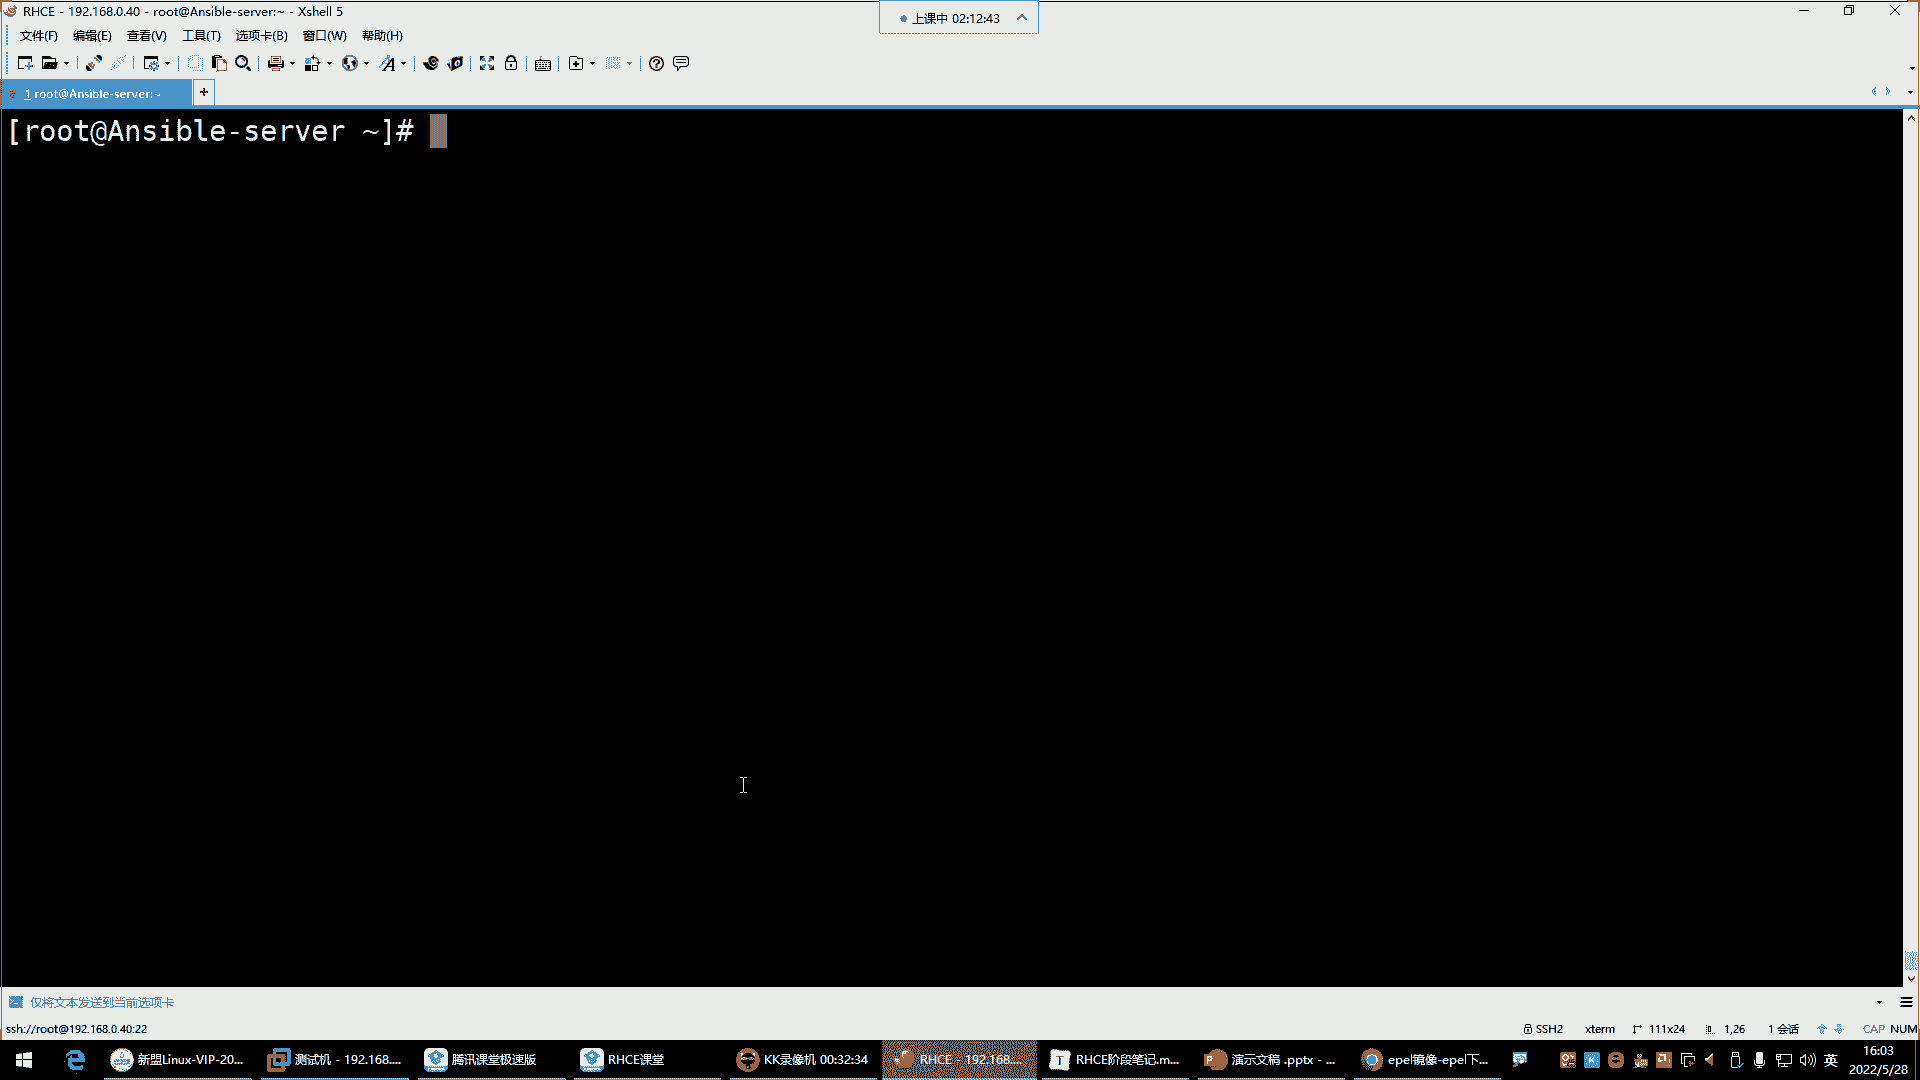 RHCE - 192.168.0.40 - root@Ansible-server:~ - Xshell 5
上课中 02:12:43
文件(F) 编辑(E) 查看(V) 工具(T) 选项卡(B) 窗口(W) 帮助(H)
1 root@Ansible-server:~
[root@Ansible-server ~]#
仅将文本发送到当前选项卡
ssh://root@192.168.0.40:22
SSH2 xterm 111x24 1,26 1 会话 CAP NUM
新盟Linux-VIP-20... 测试机 - 192.168.... 腾讯课堂极速版 RHCE课堂 KK录像机 00:32:34 RHCE - 192.168.... RHCE阶段笔记.m... 演示文稿 .pptx - ... epel镜像-epel下... 英 16:03
2022/5/28